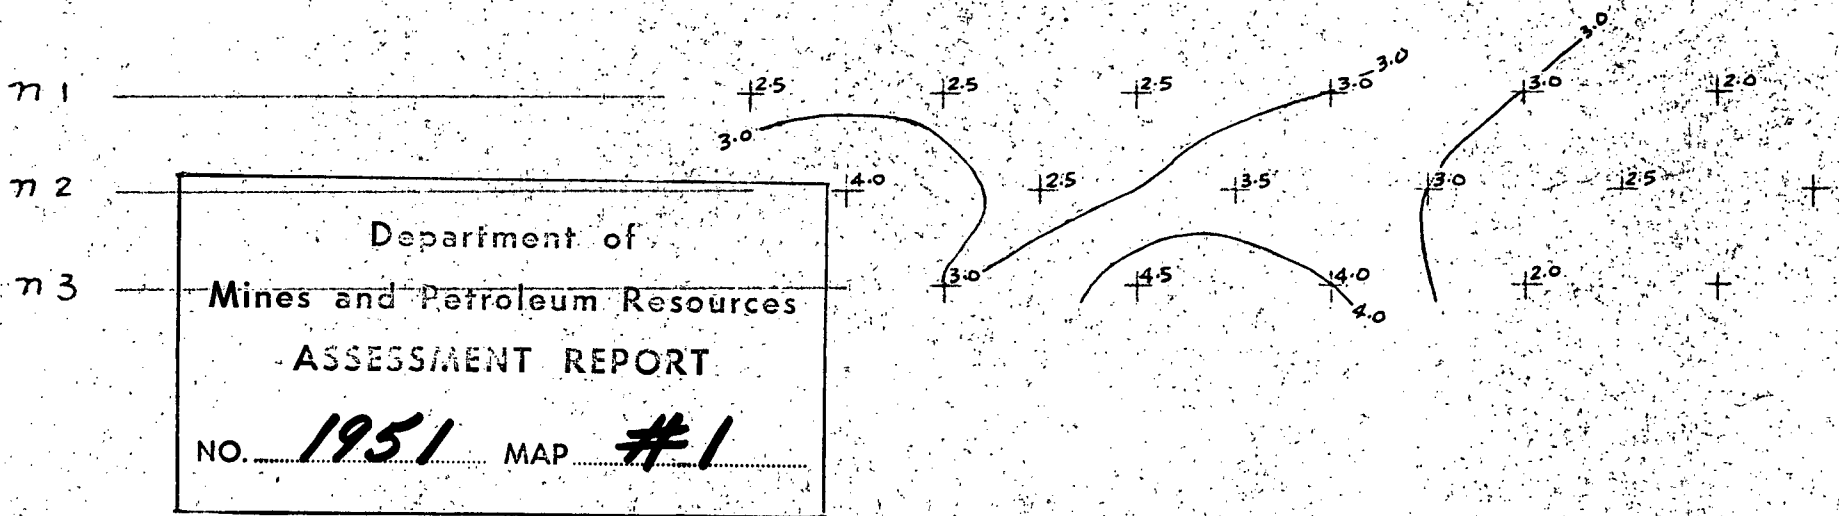 3.0
n 1 2.5 2.5 2.5 3.0 3.0 3.0 2.0
3.0
n 2 4.0 2.5 3.5 3.0 2.5
n 3 3.0 4.5 4.0 2.0
4.0
Department of
Mines and Petroleum Resources
ASSESSMENT REPORT
NO. 1951 MAP #1